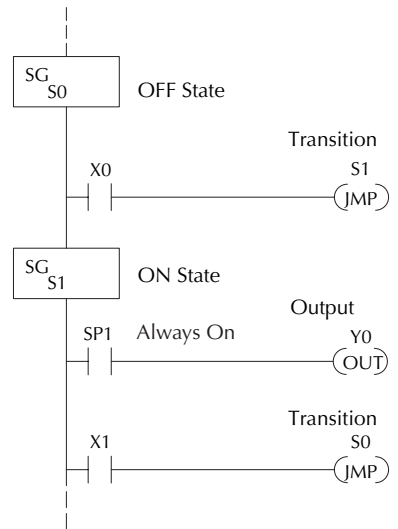 SG
S0
OFF State
Transition
X0
S1
JMP
SG
S1
ON State
Output
SP1
Always On
Y0
OUT
Transition
X1
S0
JMP